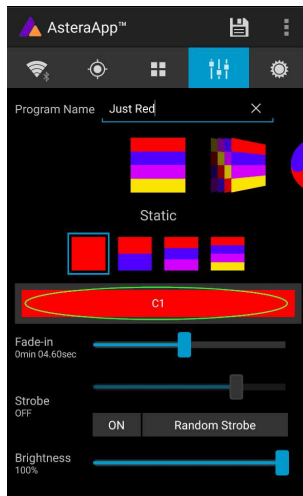 AsteraApp™
Program Name Just Red
Static
C1
Fade-in
0min 04.60sec
Strobe
OFF
ON Random Strobe
Brightness
100%